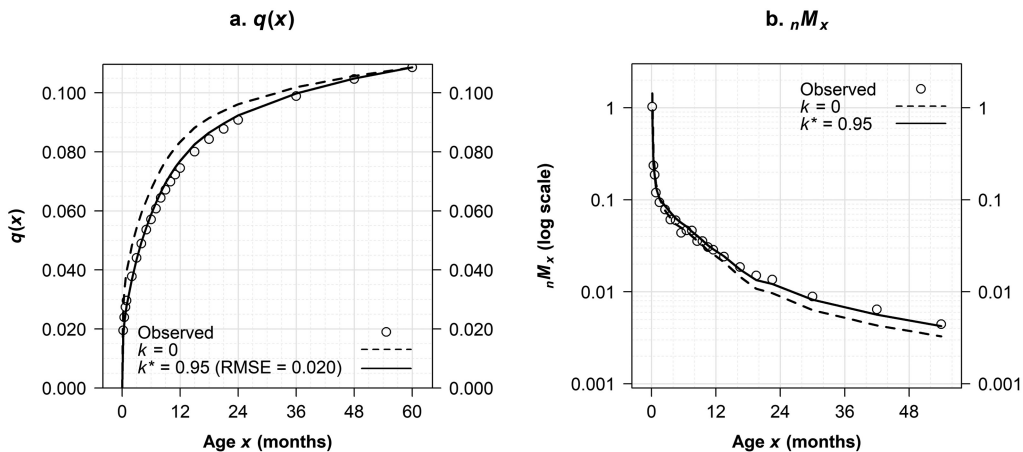 a. q(x)
q(x)
0.100
0.080
0.060
0.040
0.020
0.000
0.100
0.080
0.060
0.040
0.020
0.000
Observed
k = 0
k* = 0.95 (RMSE = 0.020)
0 12 24 36 48 60
Age x (months)
b. nMx
nMx (log scale)
1
0.1
0.01
0.001
1
0.1
0.01
0.001
Observed
k = 0
k* = 0.95
0 12 24 36 48
Age x (months)